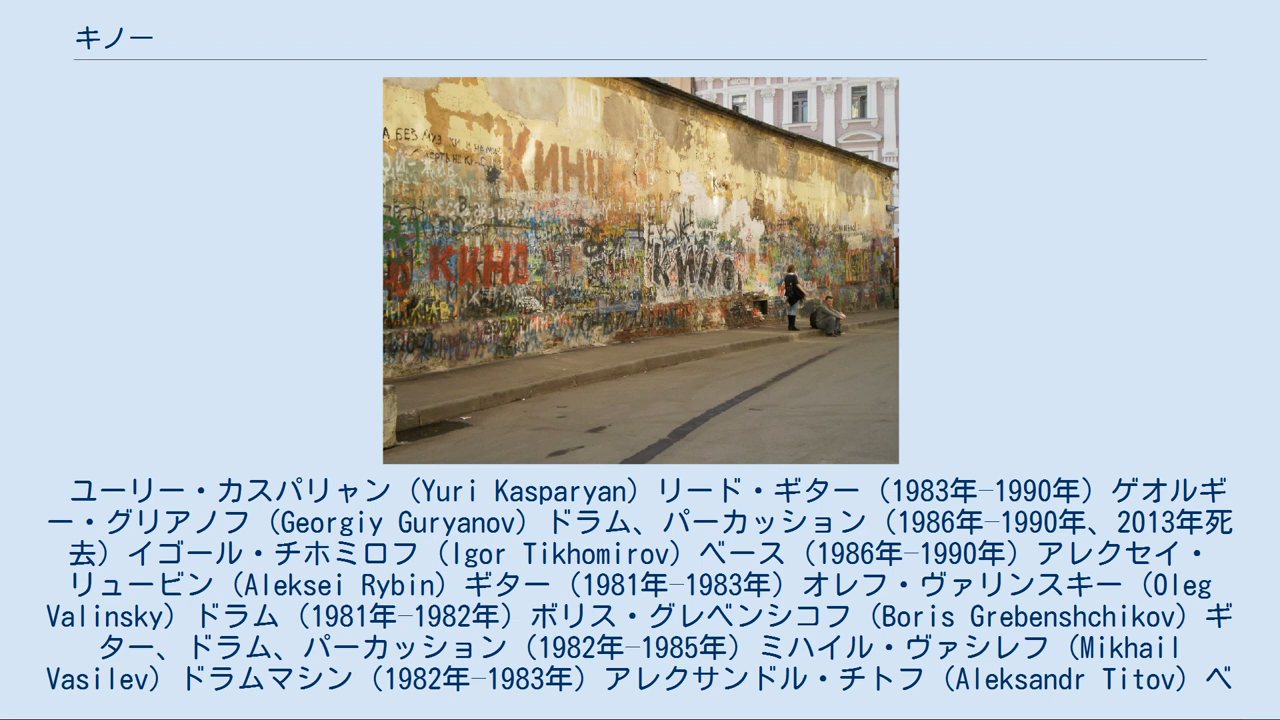 キノー
А БЕЗ МУЗ
КИНО
КИНО
КИНО
ユーリー・カスパリャン（Yuri Kasparyan）リード・ギター（1983年–1990年）ゲオルギ
ー・グリアノフ（Georgiy Guryanov）ドラム、パーカッション（1986年–1990年、2013年死
去）イゴール・チホミロフ（Igor Tikhomirov）ベース（1986年–1990年）アレクセイ・
リュービン（Aleksei Rybin）ギター（1981年–1983年）オレフ・ヴァリンスキー（Oleg
Valinsky）ドラム（1981年–1982年）ボリス・グレベンシコフ（Boris Grebenshchikov）ギ
ター、ドラム、パーカッション（1982年–1985年）ミハイル・ヴァシレフ（Mikhail
Vasilev）ドラムマシン（1982年–1983年）アレクサンドル・チトフ（Aleksandr Titov）ベ